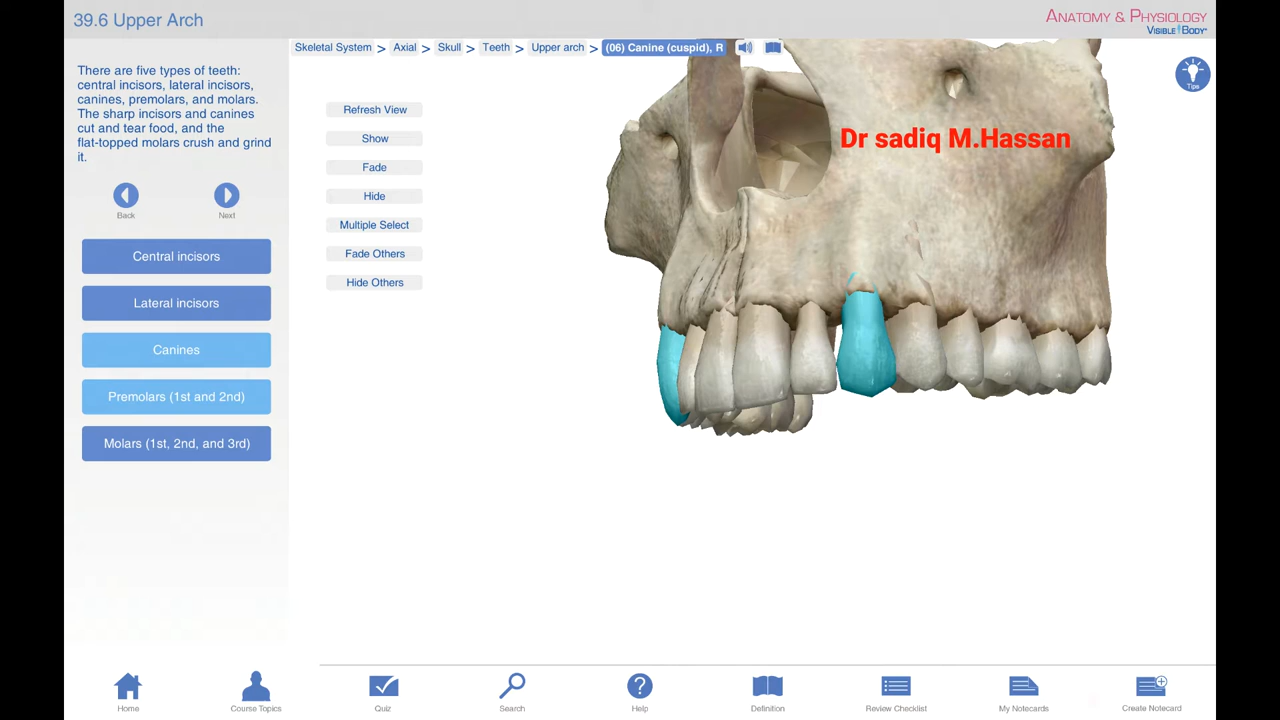 39.6 Upper Arch
ANATOMY & PHYSIOLOGY
VISIBLE BODY®
Skeletal System > Axial > Skull > Teeth > Upper arch > (06) Canine (cuspid), R
There are five types of teeth:
central incisors, lateral incisors,
canines, premolars, and molars.
The sharp incisors and canines
cut and tear food, and the
flat-topped molars crush and grind
it.
Back
Next
Central incisors
Lateral incisors
Canines
Premolars (1st and 2nd)
Molars (1st, 2nd, and 3rd)
Refresh View
Show
Fade
Hide
Multiple Select
Fade Others
Hide Others
Dr sadiq M.Hassan
Tips
Home
Course Topics
Quiz
Search
Help
Definition
Review Checklist
My Notecards
Create Notecard